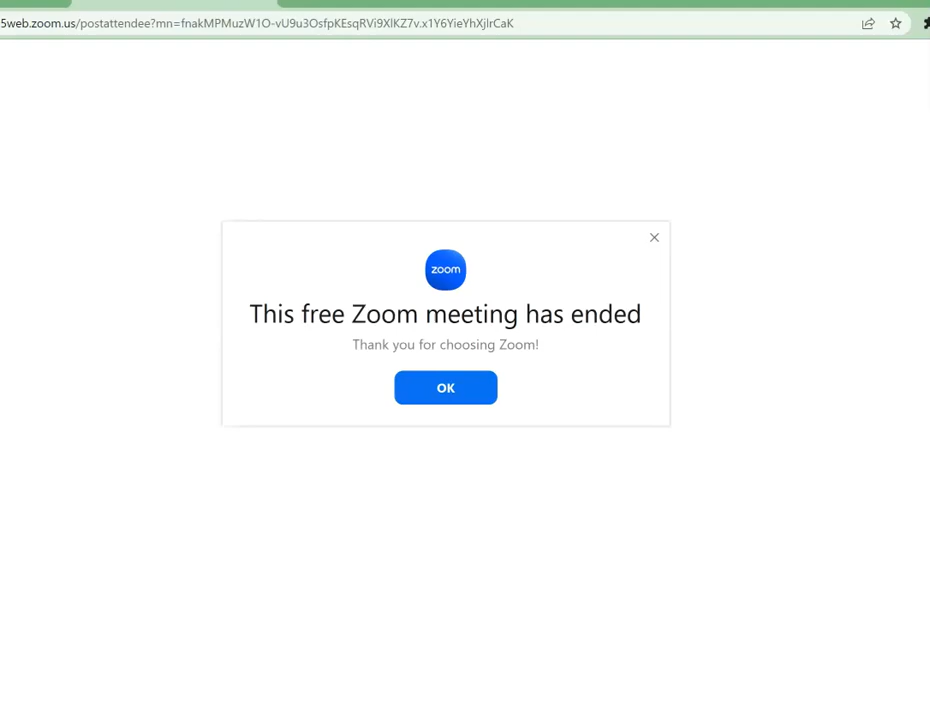 5web.zoom.us/postattendee?mn=fnakMPMuzW1O-vU9u3OsfpKEsqRVi9XlKZ7v.x1Y6YieYhXjlrCaK
zoom
This free Zoom meeting has ended
Thank you for choosing Zoom!
OK